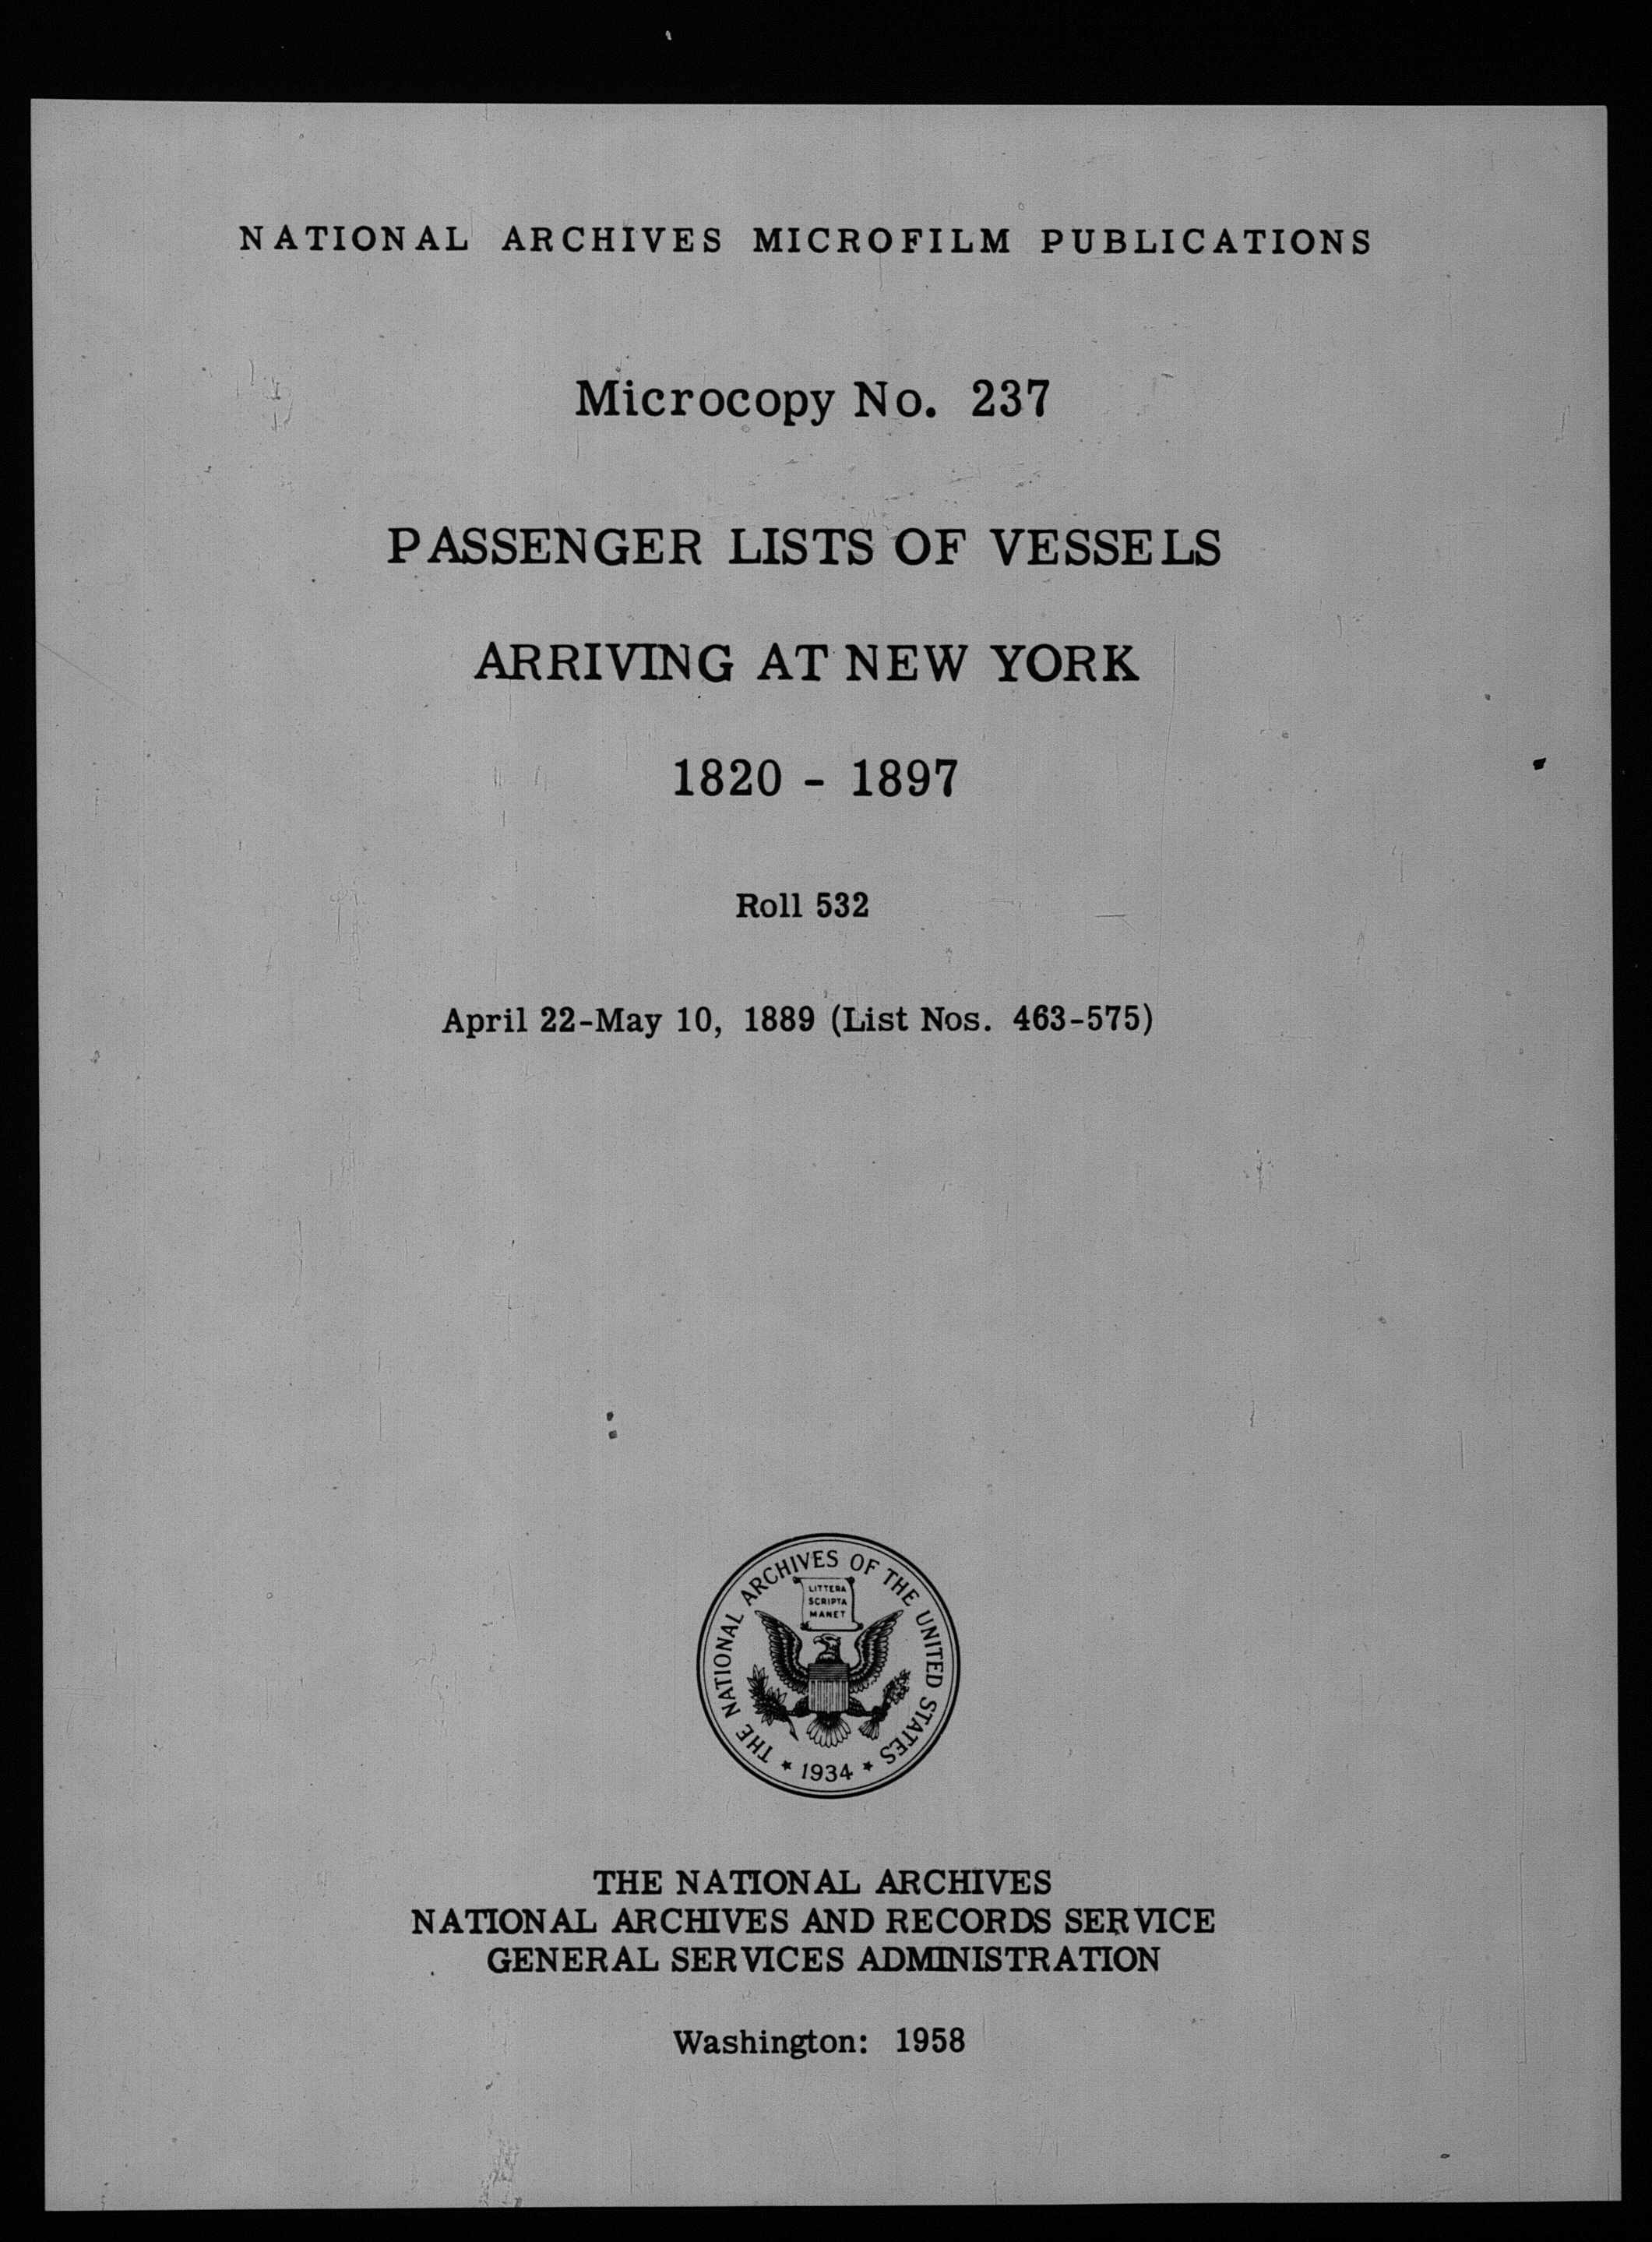 NATIONAL ARCHIVES MICROFILM PUBLICATIONS
Microcopy No. 237
PASSENGER LISTS OF VESSELS
ARRIVING AT NEW YORK
1820 - 1897
Roll 532
April 22-May 10, 1889 (List Nos. 463-575)
THE NATIONAL ARCHIVES OF THE UNITED STATES
LITTERA
SCRIPTA
MANET
* 1934 *
THE NATIONAL ARCHIVES
NATIONAL ARCHIVES AND RECORDS SERVICE
GENERAL SERVICES ADMINISTRATION
Washington: 1958